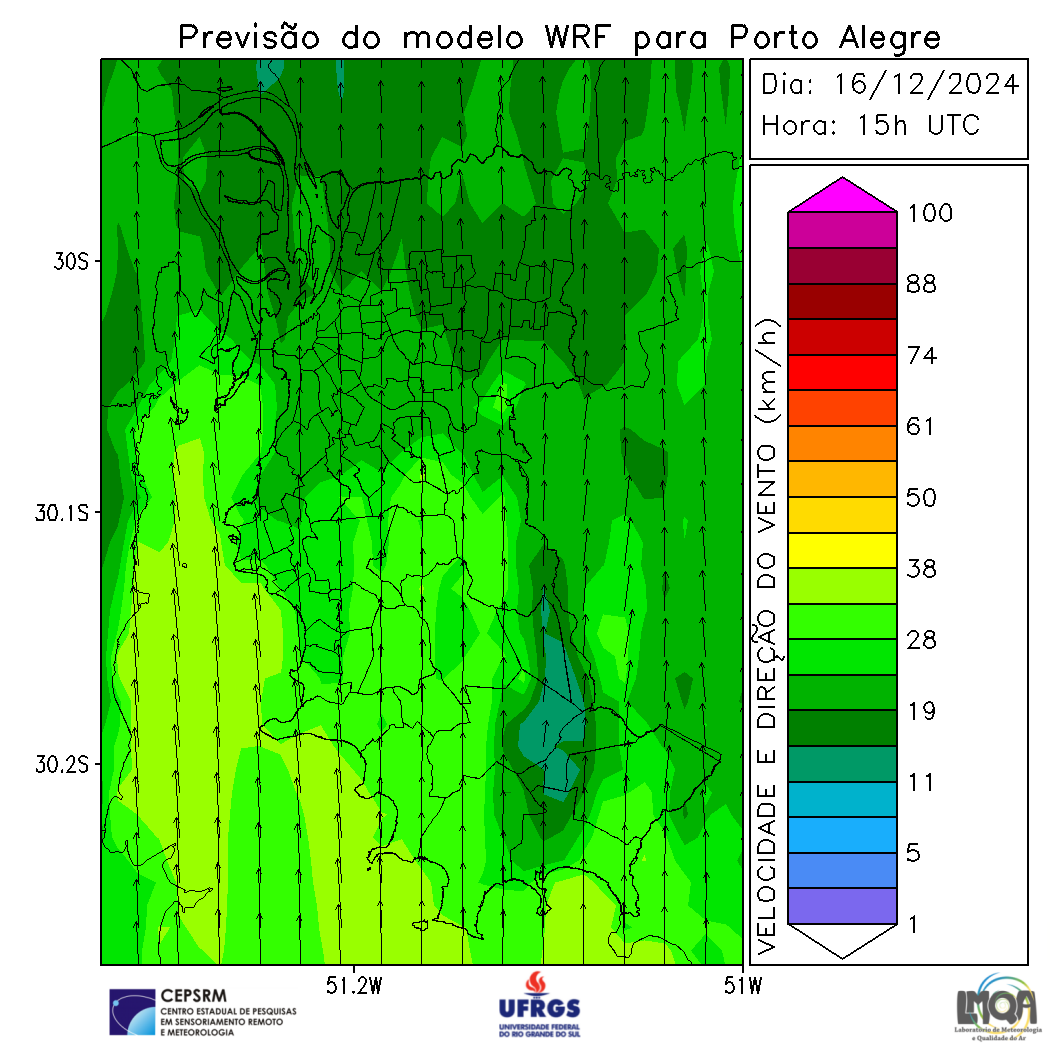 Previsão do modelo WRF para Porto Alegre
Dia: 16/12/2024
Hora: 15h UTC
30S
30.1S
30.2S
51.2W
51W
VELOCIDADE E DIREÇÃO DO VENTO (km/h)
100
88
74
61
50
38
28
19
11
5
1
CEPSRM
CENTRO ESTADUAL DE PESQUISAS
EM SENSORIAMENTO REMOTO
E METEOROLOGIA
UFRGS
UNIVERSIDADE FEDERAL
DO RIO GRANDE DO SUL
LMQA
Laboratório de Meteorologia
e Qualidade do Ar